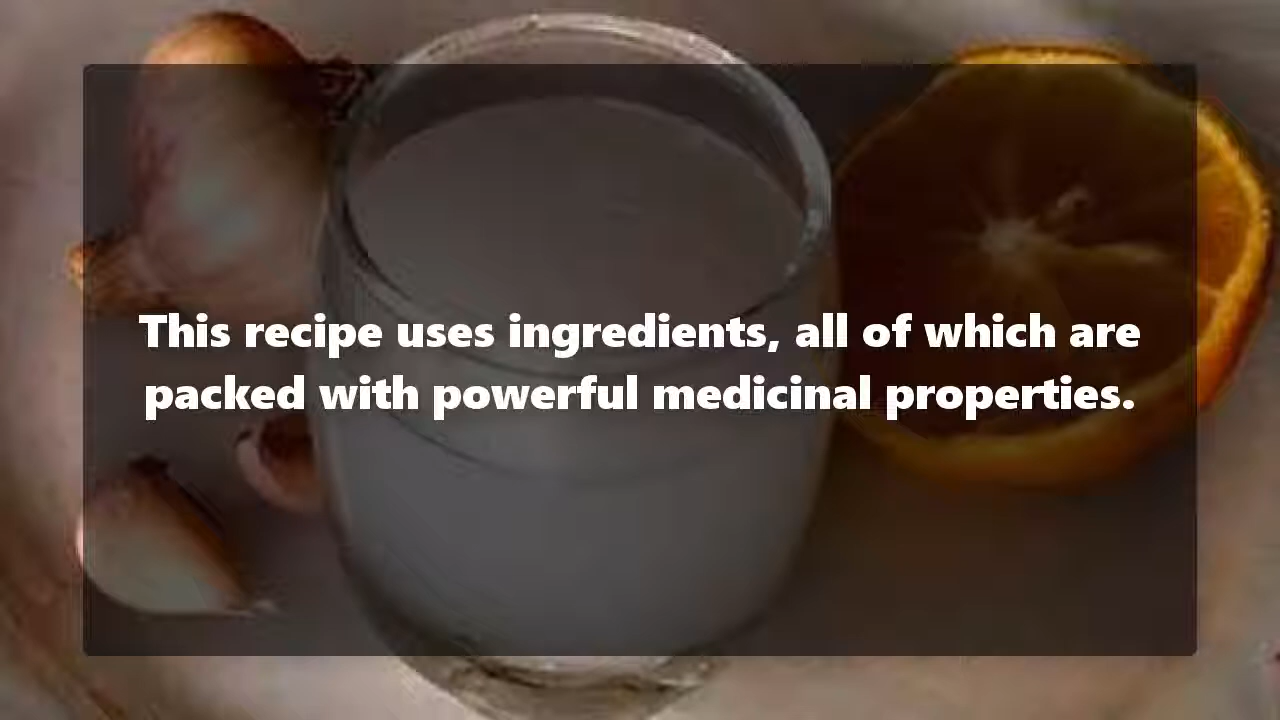 This recipe uses ingredients, all of which are
packed with powerful medicinal properties.